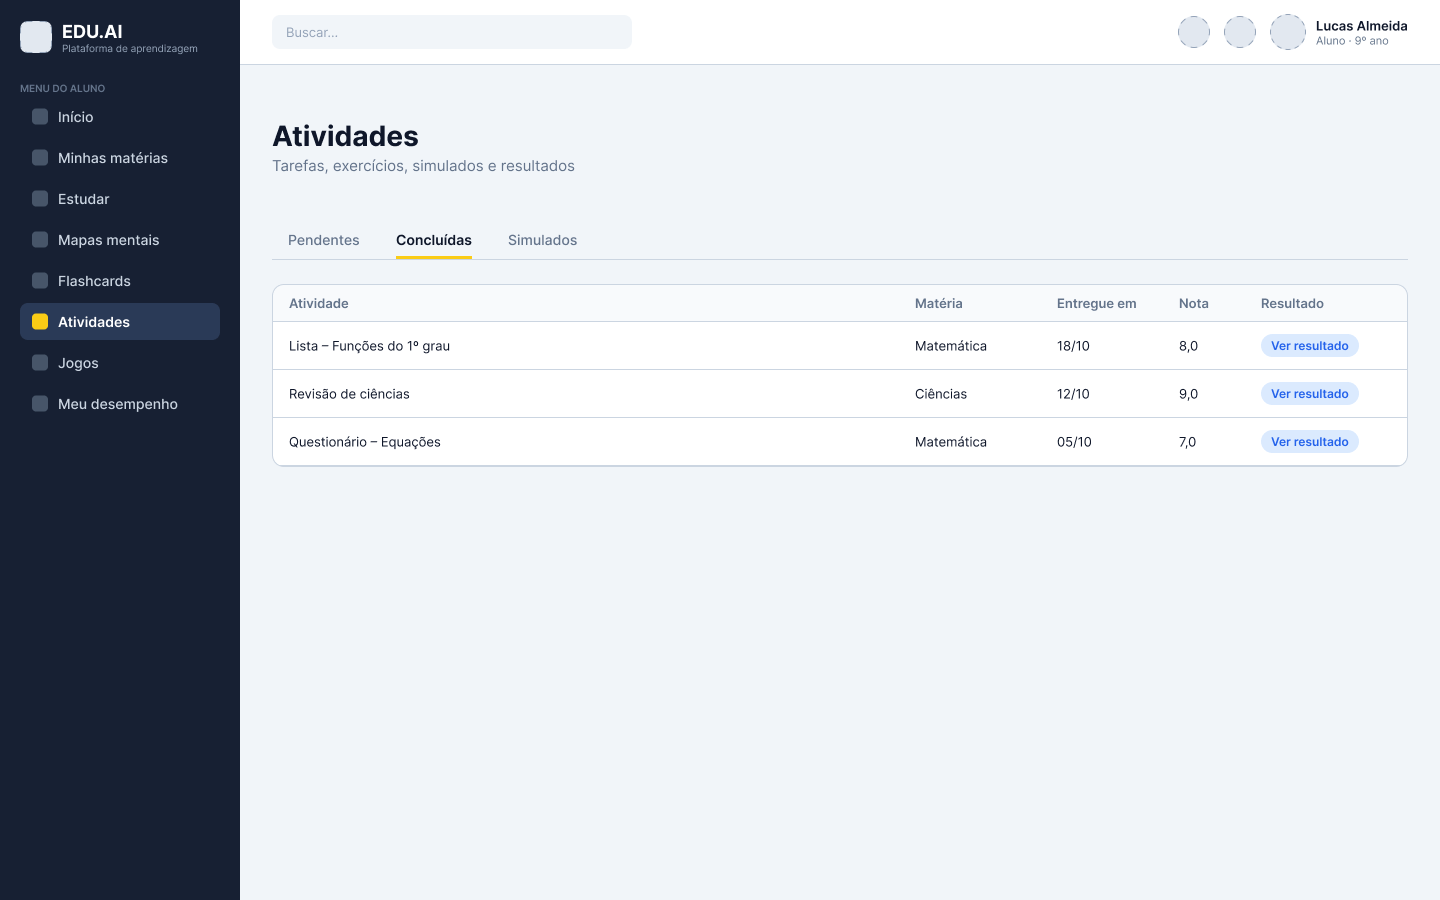 EDU.AI
Plataforma de aprendizagem
MENU DO ALUNO
Início
Minhas matérias
Estudar
Mapas mentais
Flashcards
Atividades
Jogos
Meu desempenho
Buscar...
Lucas Almeida
Aluno · 9º ano
Atividades
Tarefas, exercícios, simulados e resultados
Pendentes Concluídas Simulados
Atividade Matéria Entregue em Nota Resultado
Lista – Funções do 1º grau Matemática 18/10 8,0 Ver resultado
Revisão de ciências Ciências 12/10 9,0 Ver resultado
Questionário – Equações Matemática 05/10 7,0 Ver resultado